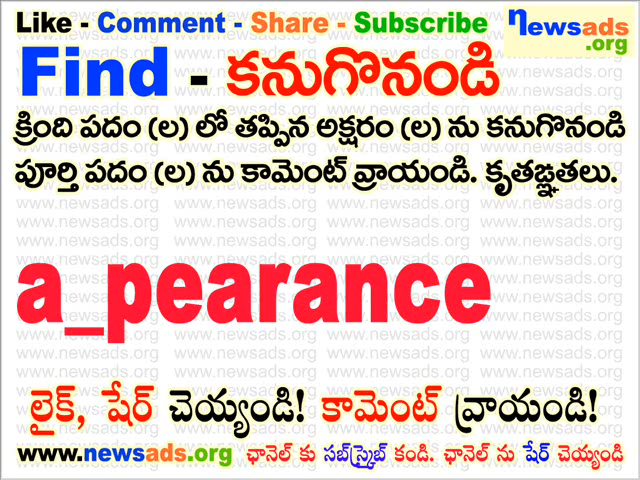 Like - Comment - Share - Subscribe
newsads
.org
Find - కనుగొనండి
క్రింది పదం (ల) లో తప్పిన అక్షరం (ల) ను కనుగొనండి
పూర్తి పదం (ల) ను కామెంట్ వ్రాయండి. కృతఙ్ఞతలు.
a_pearance
లైక్, షేర్ చెయ్యండి! కామెంట్ వ్రాయండి!
www.newsads.org ఛానెల్ కు సబ్‌స్క్రైబ్ కండి. ఛానెల్ ను షేర్ చెయ్యండి